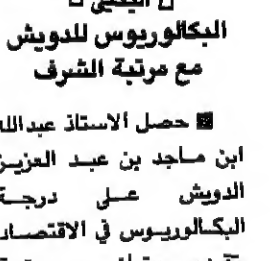 البكالوريوس للدويش
مع مرتبة الشرف
حصل الاستاذ عبدالله
ابن ماجد بن عبد العزيز
الدويش على درجة
البكالوريوس في الاقتصاد